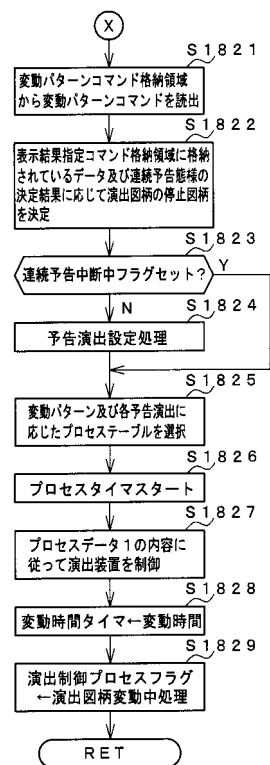 X
S1821
変動パターンコマンド格納領域
から変動パターンコマンドを読出
S1822
表示結果指定コマンド格納領域に格納
されているデータ及び連続予告態様の
決定結果に応じて演出図柄の停止図柄
を決定
S1823
連続予告中断中フラグセット?
Y
N
S1824
予告演出設定処理
S1825
変動パターン及び各予告演出に
応じたプロセステーブルを選択
S1826
プロセスタイマスタート
S1827
プロセスデータ1の内容に
従って演出装置を制御
S1828
変動時間タイマ←変動時間
S1829
演出制御プロセスフラグ
←演出図柄変動中処理
RET